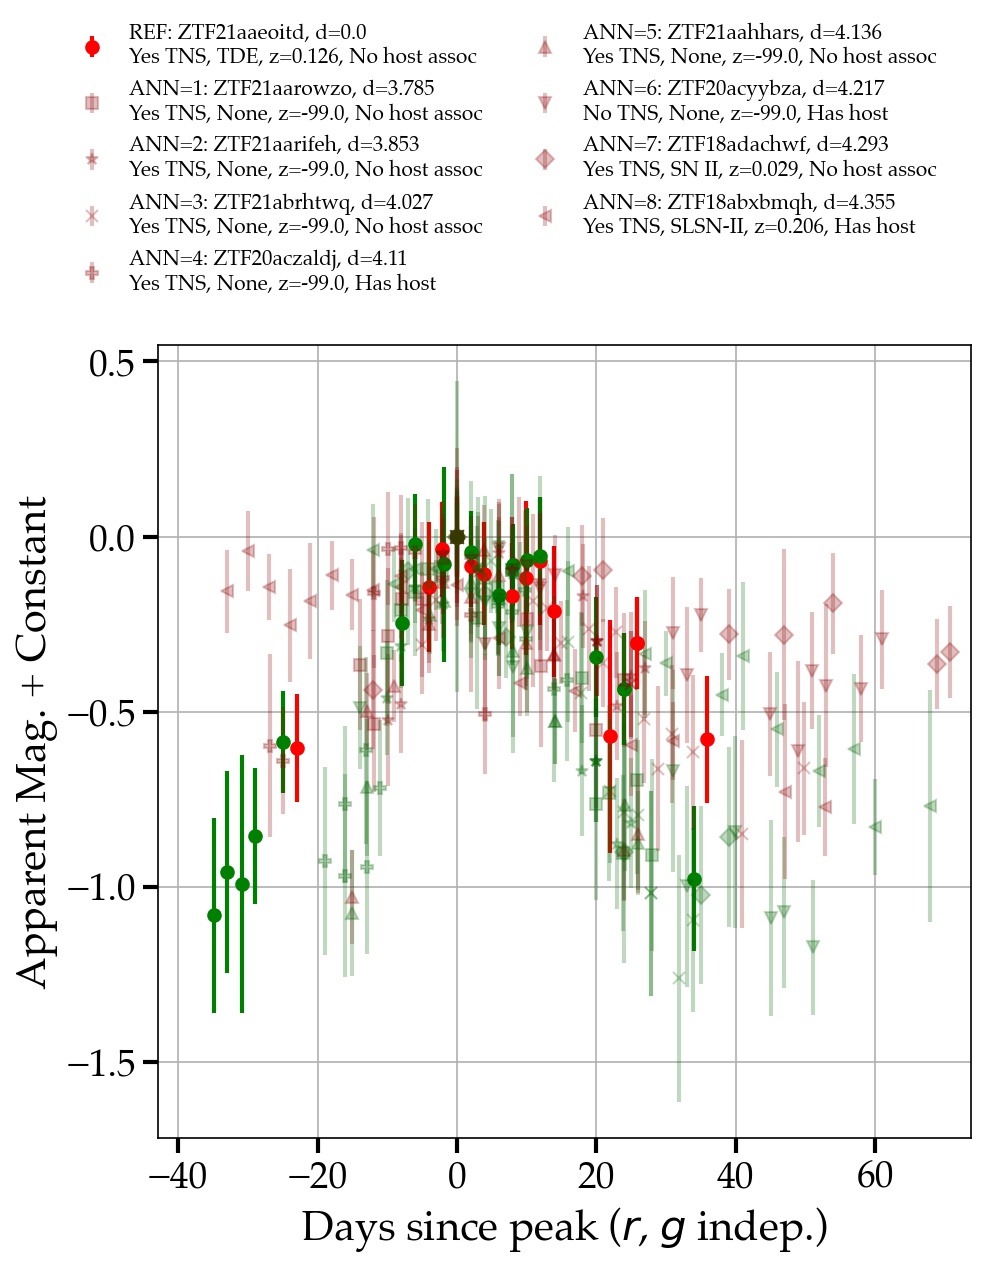 REF: ZTF21aaeoitd, d=0.0
Yes TNS, TDE, z=0.126, No host assoc
ANN=1: ZTF21aarowzo, d=3.785
Yes TNS, None, z=-99.0, No host assoc
ANN=2: ZTF21aarifeh, d=3.853
Yes TNS, None, z=-99.0, No host assoc
ANN=3: ZTF21abrhtwq, d=4.027
Yes TNS, None, z=-99.0, No host assoc
ANN=4: ZTF20aczaldj, d=4.11
Yes TNS, None, z=-99.0, Has host
ANN=5: ZTF21aahhars, d=4.136
Yes TNS, None, z=-99.0, No host assoc
ANN=6: ZTF20acyybza, d=4.217
No TNS, None, z=-99.0, Has host
ANN=7: ZTF18adachwf, d=4.293
Yes TNS, SN II, z=0.029, No host assoc
ANN=8: ZTF18abxbmqh, d=4.355
Yes TNS, SLSN-II, z=0.206, Has host
Apparent Mag. + Constant
0.5
0.0
−0.5
−1.0
−1.5
−40
−20
0
20
40
60
Days since peak (r, g indep.)